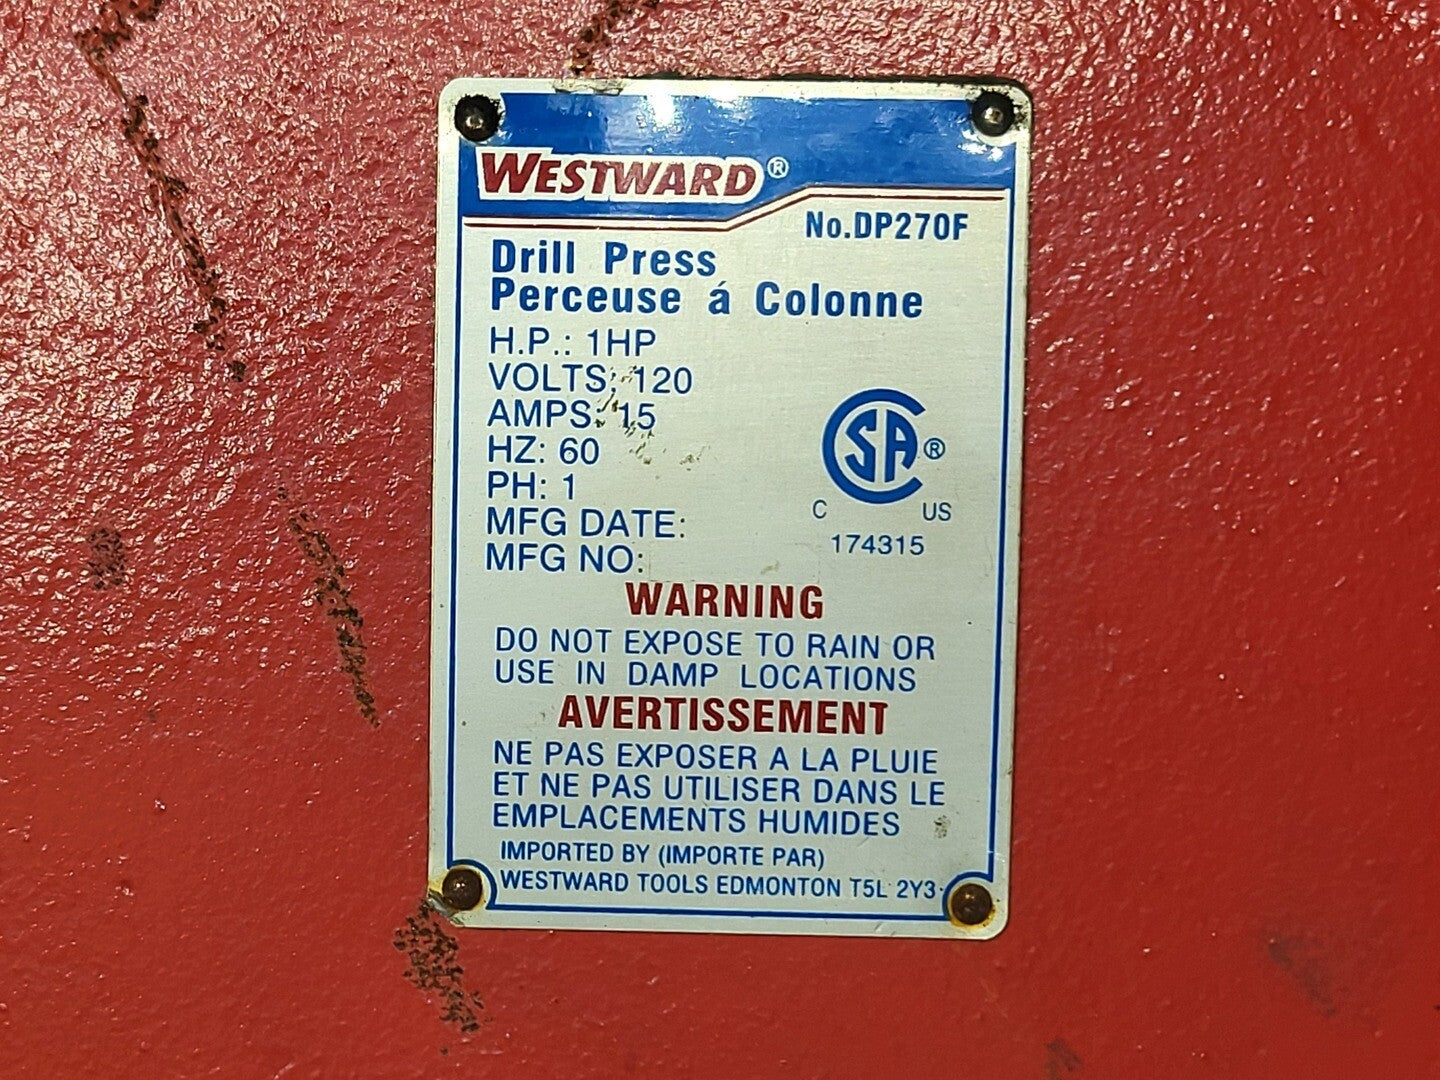 WESTWARD®
No.DP270F
Drill Press
Perceuse á Colonne
H.P.: 1HP
VOLTS: 120
AMPS: 15
HZ: 60
PH: 1
MFG DATE:
MFG NO:
CSA®
C US
174315
WARNING
DO NOT EXPOSE TO RAIN OR
USE IN DAMP LOCATIONS
AVERTISSEMENT
NE PAS EXPOSER A LA PLUIE
ET NE PAS UTILISER DANS LE
EMPLACEMENTS HUMIDES
IMPORTED BY (IMPORTE PAR)
WESTWARD TOOLS EDMONTON T5L 2Y3